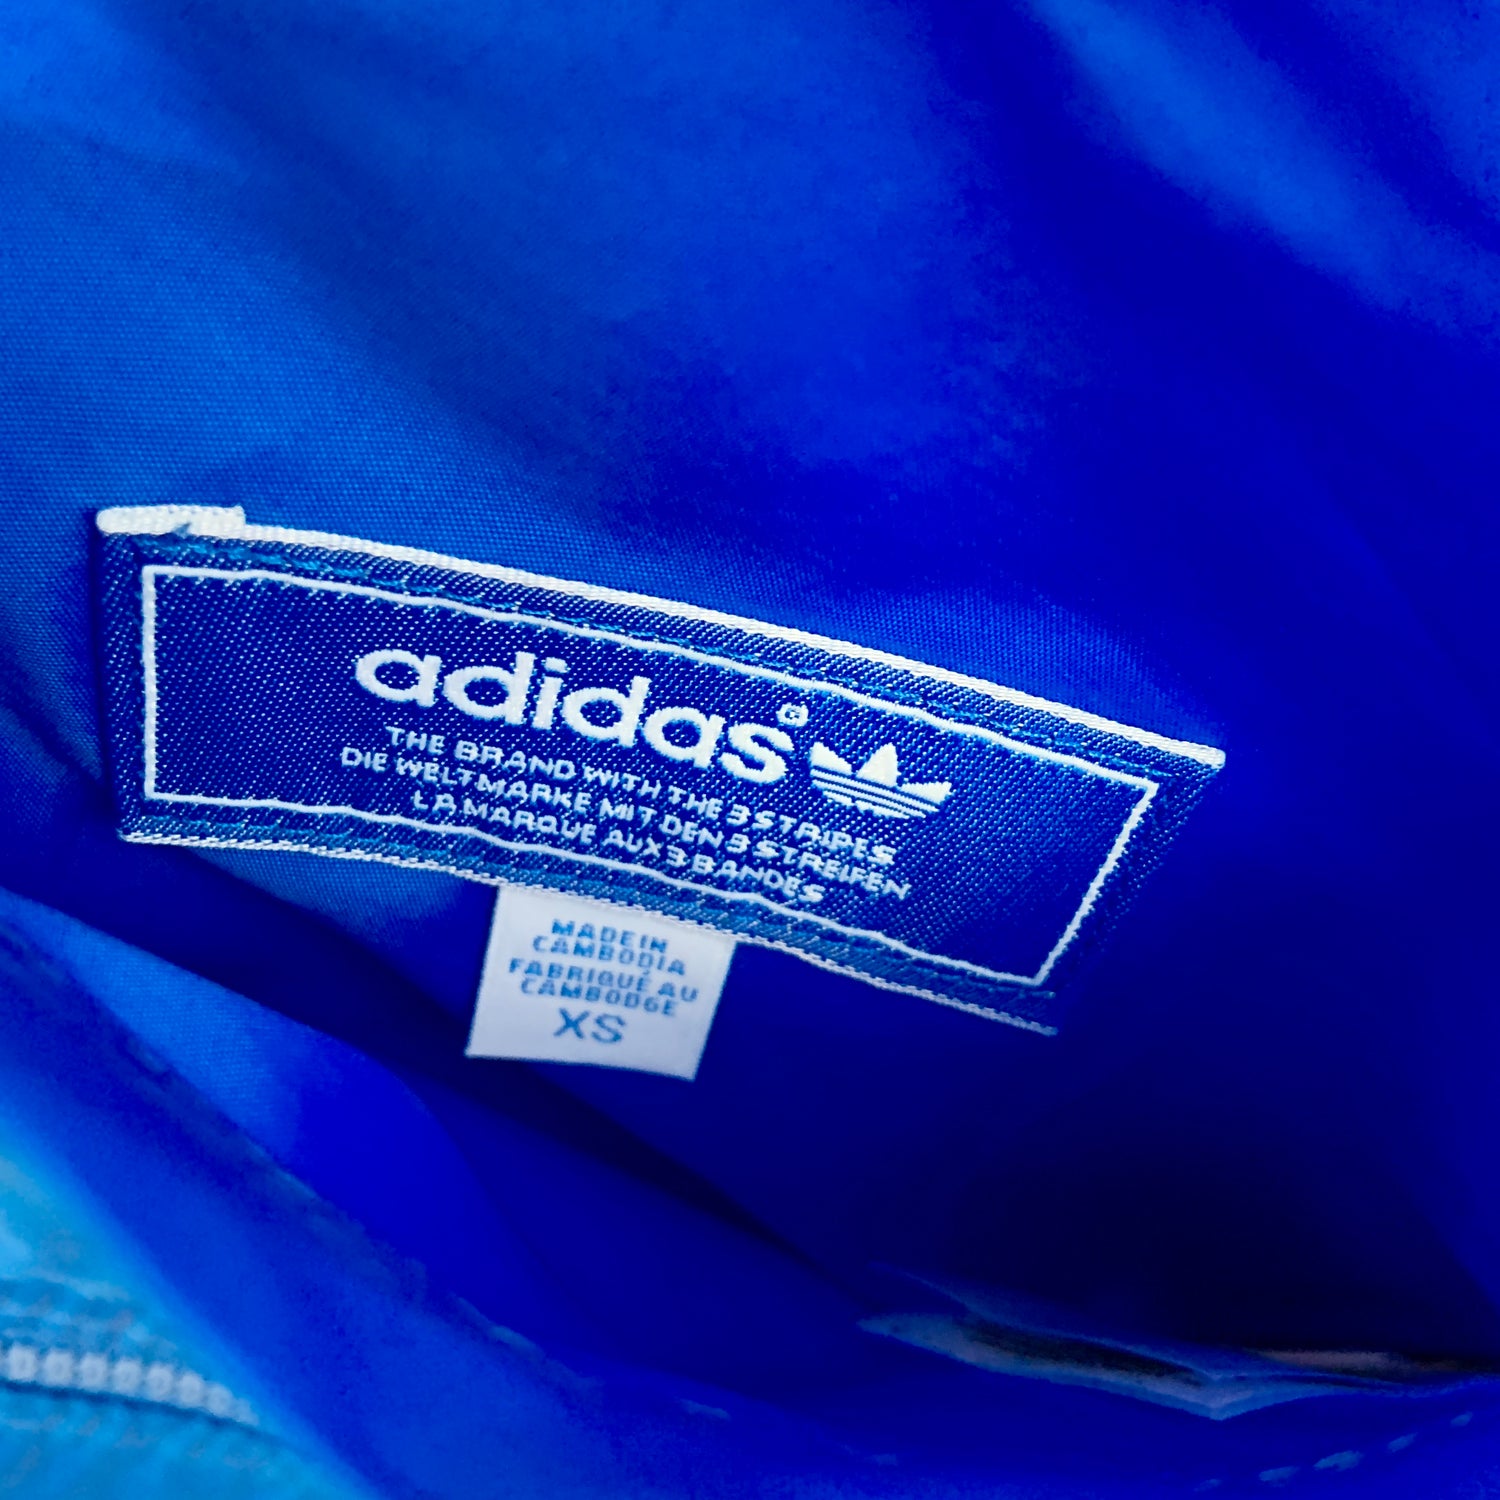 adidas
THE BRAND WITH THE 3 STRIPES
DIE WELTMARKE MIT DEN 3 STREIFEN
LA MARQUE AUX 3 BANDES
MADE IN
CAMBODIA
FABRIQUÉ AU
CAMBODGE
XS